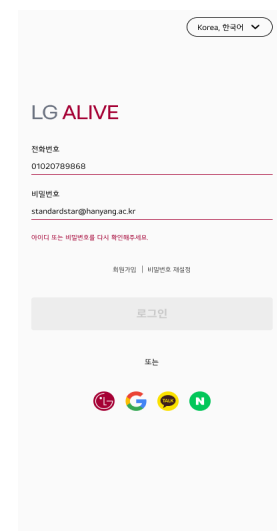 Korea, 한국어
LG ALIVE
전화번호
01020789868
비밀번호
standardstar@hanyang.ac.kr
아이디 또는 비밀번호를 다시 확인해주세요.
회원가입 | 비밀번호 재설정
로그인
또는
LG G TALK N